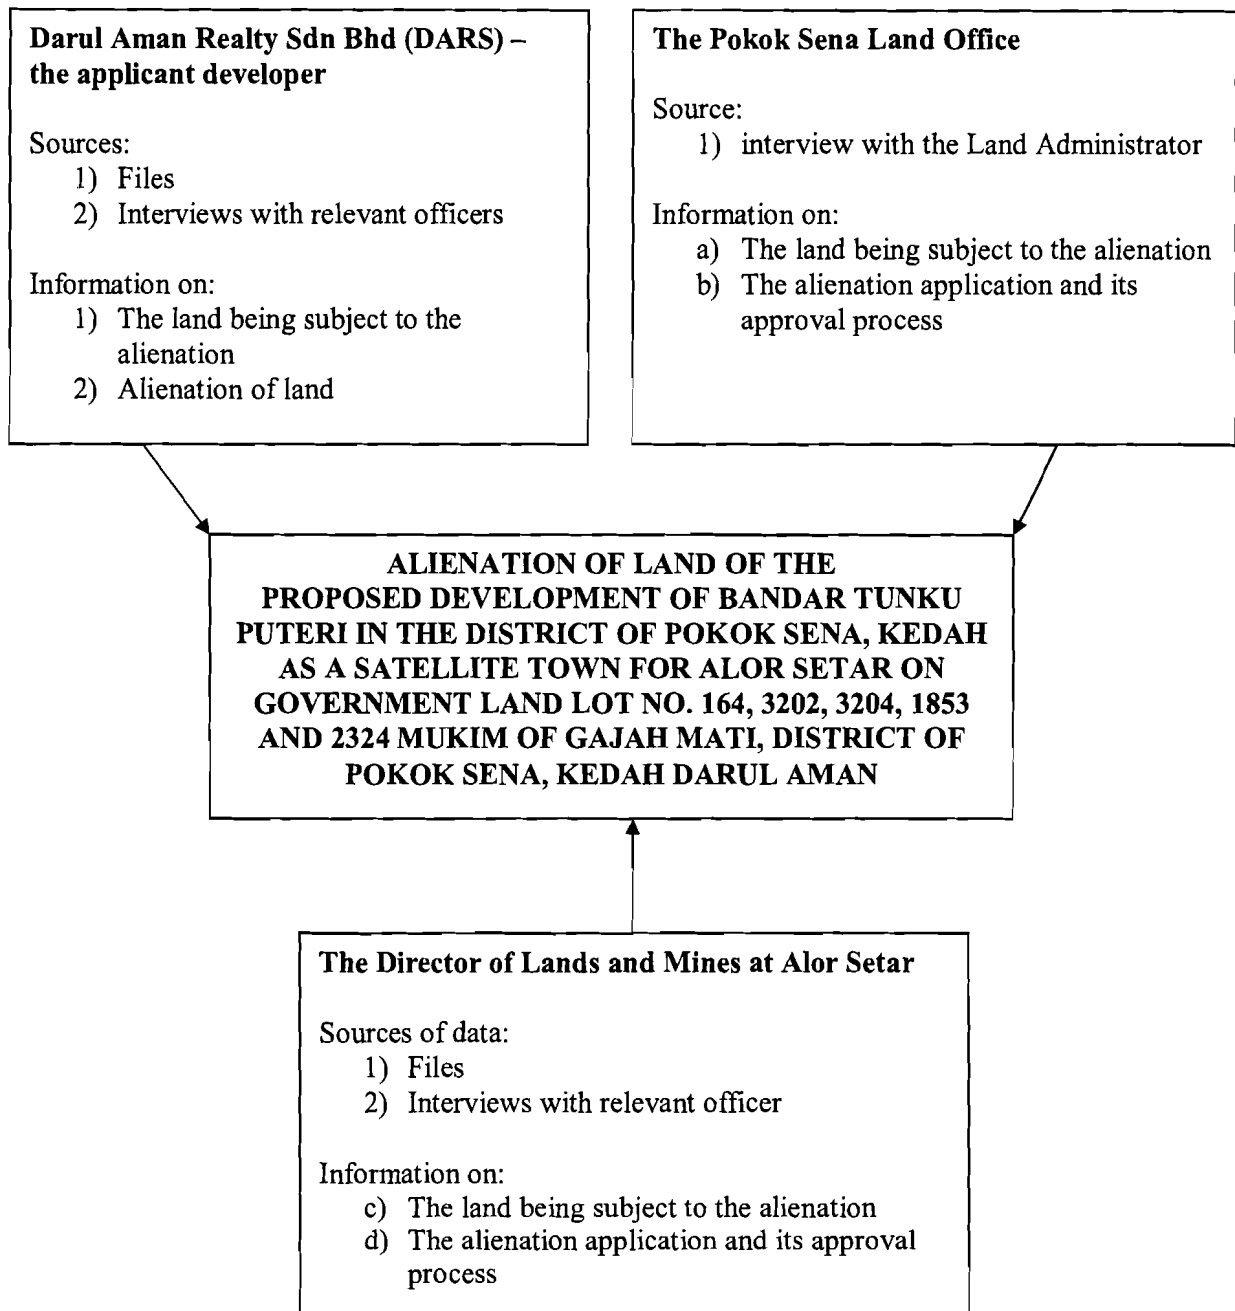 Darul Aman Realty Sdn Bhd (DARS) –
the applicant developer
Sources:
1) Files
2) Interviews with relevant officers
Information on:
1) The land being subject to the
alienation
2) Alienation of land
The Pokok Sena Land Office
Source:
1) interview with the Land Administrator
Information on:
a) The land being subject to the alienation
b) The alienation application and its
approval process
ALIENATION OF LAND OF THE
PROPOSED DEVELOPMENT OF BANDAR TUNKU
PUTERI IN THE DISTRICT OF POKOK SENA, KEDAH
AS A SATELLITE TOWN FOR ALOR SETAR ON
GOVERNMENT LAND LOT NO. 164, 3202, 3204, 1853
AND 2324 MUKIM OF GAJAH MATI, DISTRICT OF
POKOK SENA, KEDAH DARUL AMAN
The Director of Lands and Mines at Alor Setar
Sources of data:
1) Files
2) Interviews with relevant officer
Information on:
c) The land being subject to the alienation
d) The alienation application and its approval
process